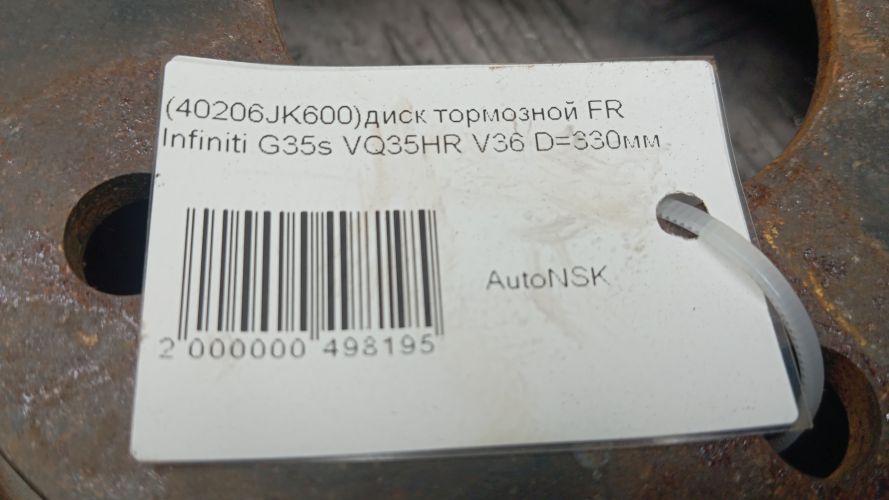 (40206JK600)диск тормозной FR
Infiniti G35s VQ35HR V36 D=330мм
AutoNSK
2 000000 498195